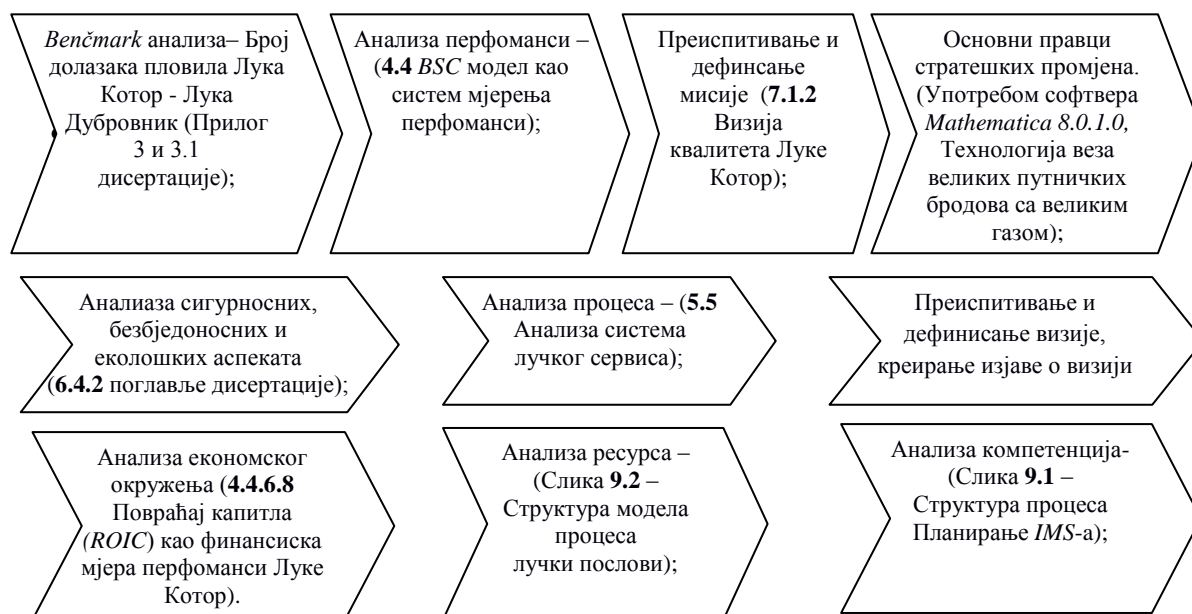 Benčmark анализа– Број
долазака пловила Лука
Котор - Лука
Дубровник (Прилог
3 и 3.1
дисертације);
Анализа перфоманси –
(4.4 BSC модел као
систем мјерења
перфоманси);
Преиспитивање и
дефинсање
мисије (7.1.2
Визија
квалитета Луке
Котор);
Основни правци
стратешких промјена.
(Употребом софтвера
Mathematica 8.0.1.0,
Технологија веза
великих путничких
бродова са великим
газом);
Аналиаза сигурносних,
безбједоносних и
еколошких аспеката
(6.4.2 поглавље дисертације);
Анализа процеса – (5.5
Анализа система
лучког сервиса);
Преиспитивање и
дефинисање визије,
креирање изјаве о визији
Анализа економског
окружења (4.4.6.8
Повраћај капитла
(ROIC) као финансиска
мјера перфоманси Луке
Котор).
Анализа ресурса –
(Слика 9.2 –
Структура модела
процеса
лучки послови);
Анализа компетенција-
(Слика 9.1 –
Структура процеса
Планирање IMS-а);